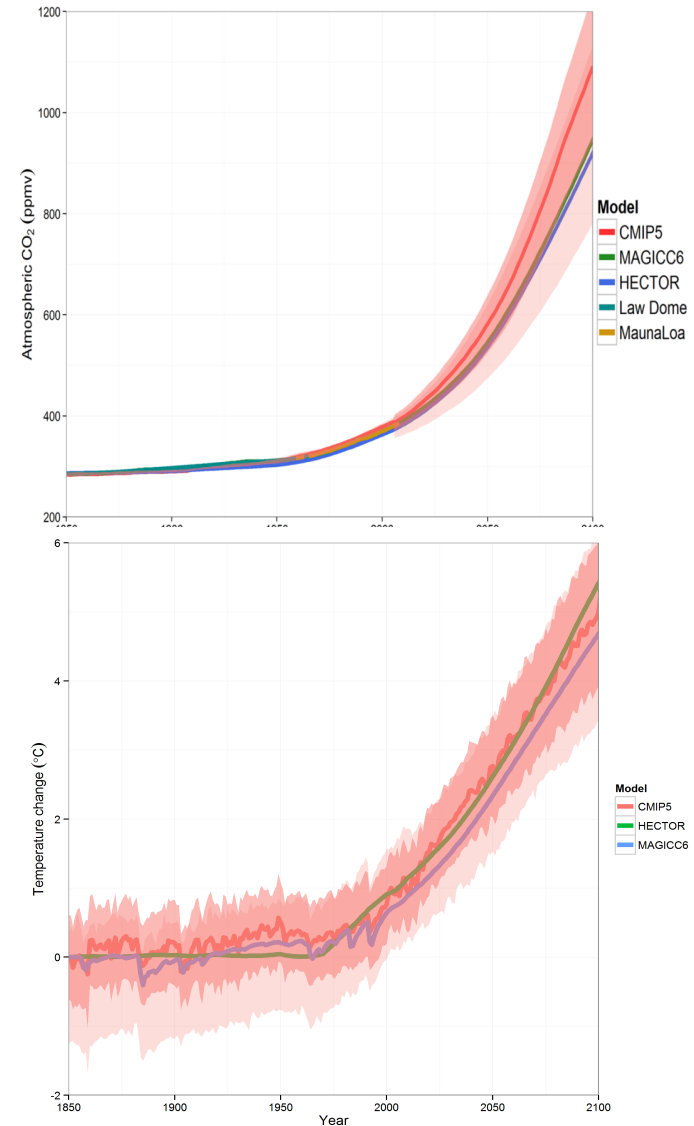 1200
1000
800
600
400
200
Atmospheric CO₂ (ppmv)
Model
CMIP5
MAGICC6
HECTOR
Law Dome
MaunaLoa
6
4
2
0
-2
Temperature change (°C)
1850 1900 1950 2000 2050 2100
Year
Model
CMIP5
HECTOR
MAGICC6